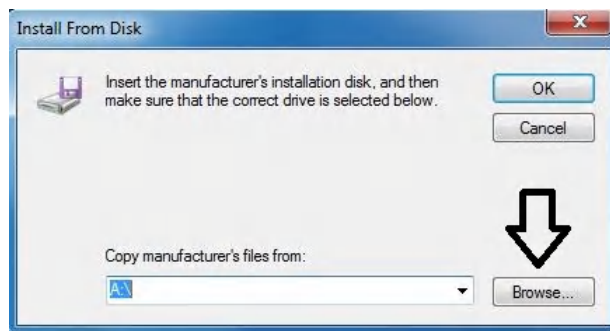 Install From Disk
Insert the manufacturer's installation disk, and then
make sure that the correct drive is selected below.
OK
Cancel
Copy manufacturer's files from:
A:\
Browse...